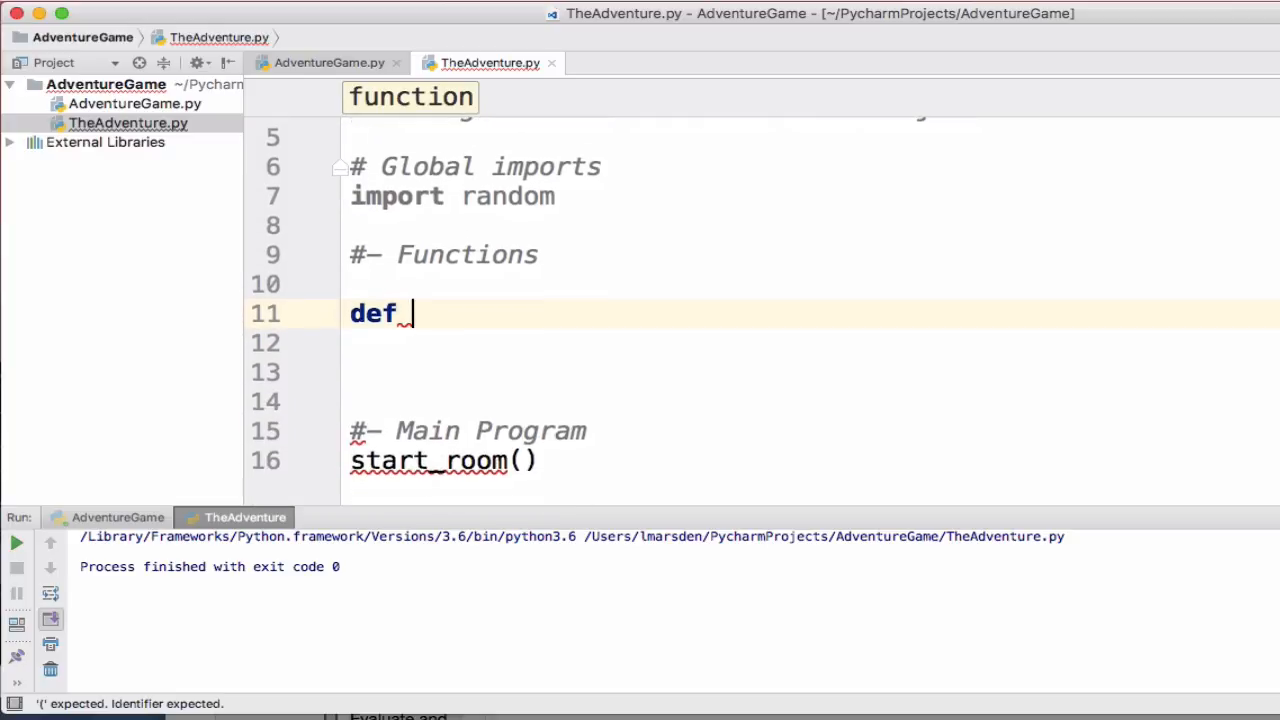 TheAdventure.py - AdventureGame - [~/PycharmProjects/AdventureGame]
AdventureGame
TheAdventure.py
Project
AdventureGame.py
TheAdventure.py
AdventureGame ~/Pycharm
AdventureGame.py
TheAdventure.py
External Libraries
function
5
6 # Global imports
7 import random
8
9 #- Functions
10
11 def
12
13
14
15 #- Main Program
16 start_room()
Run:
AdventureGame
TheAdventure
/Library/Frameworks/Python.framework/Versions/3.6/bin/python3.6 /Users/lmarsden/PycharmProjects/AdventureGame/TheAdventure.py
Process finished with exit code 0
'(' expected. Identifier expected.
Evaluate and